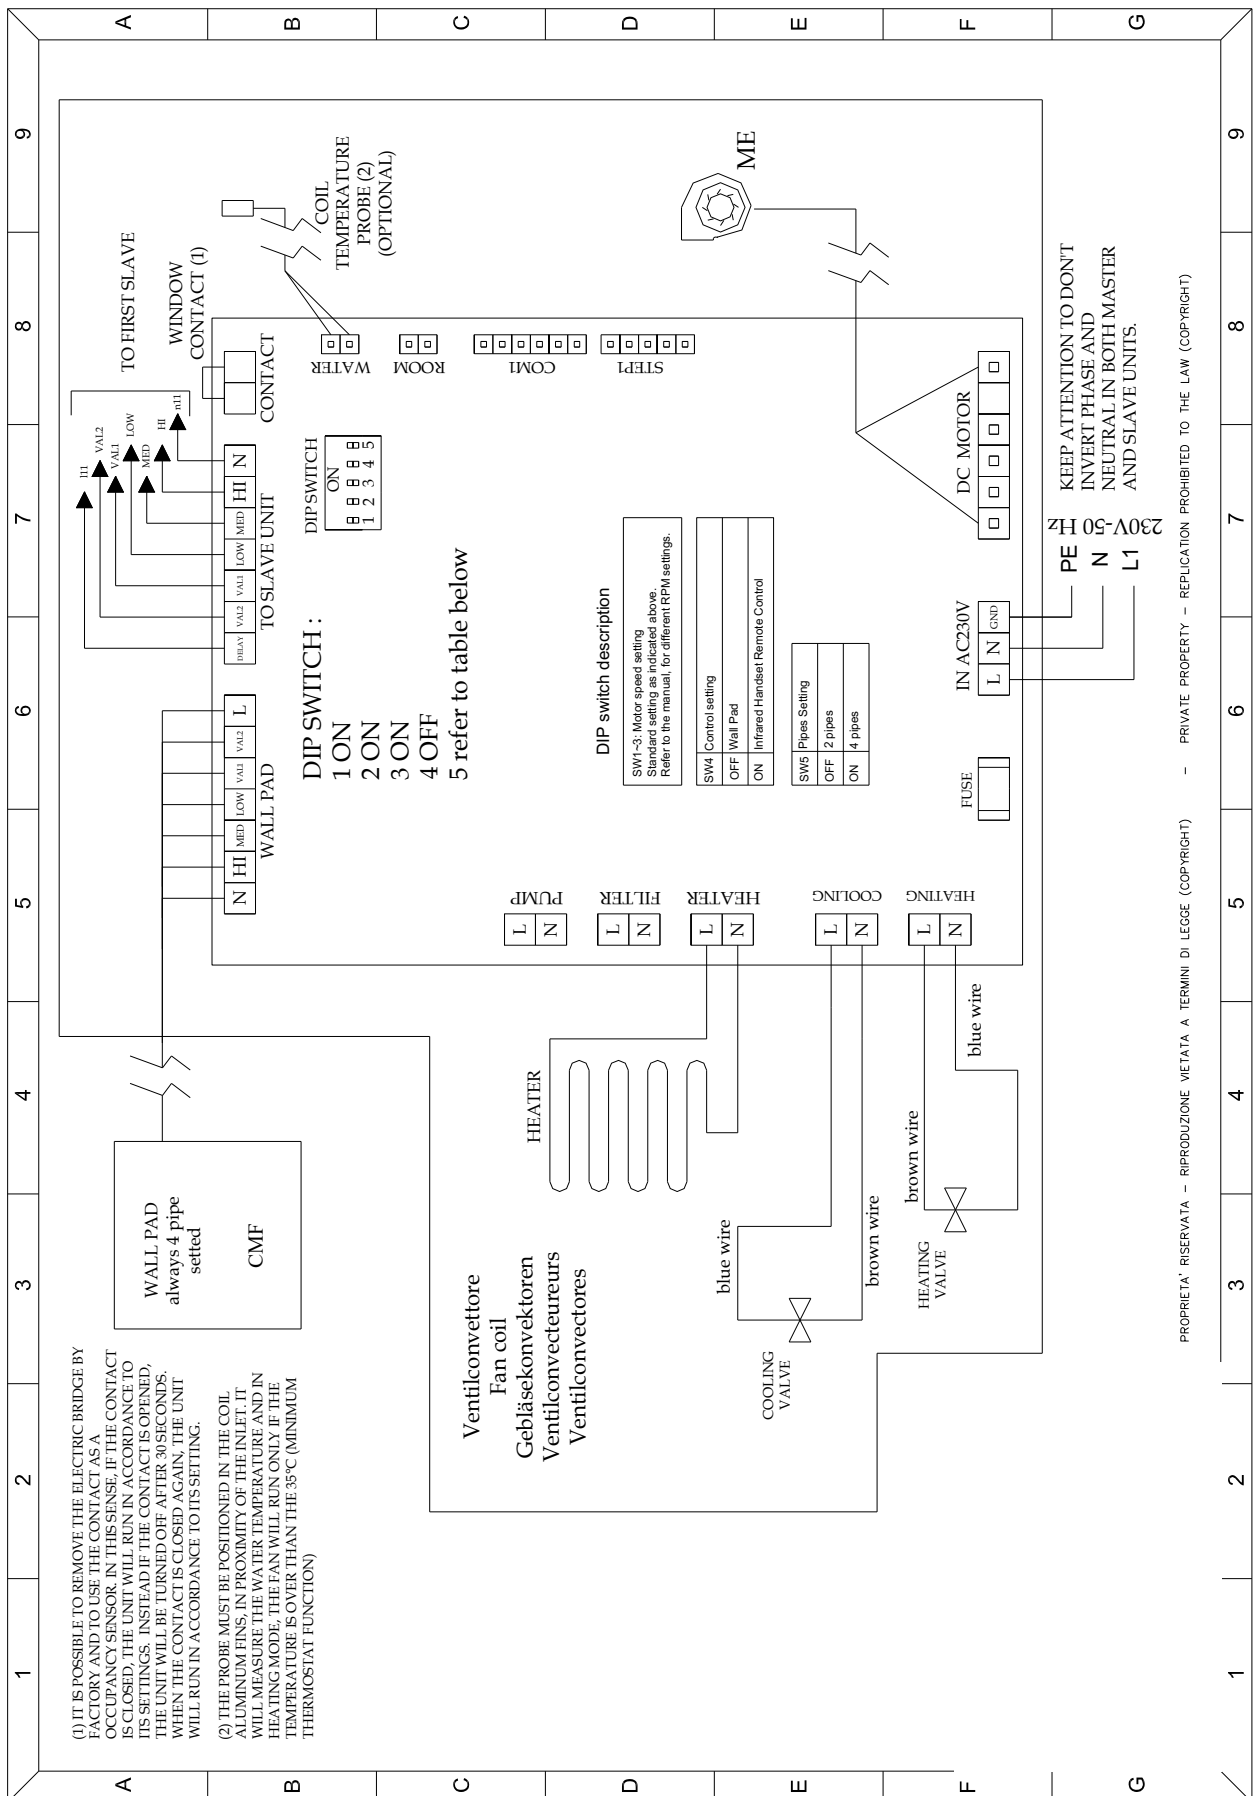 A
B
C
D
E
F
G
9
8
7
6
5
4
3
2
1
TO FIRST SLAVE
l11
VAL2
VAL1
LOW
MED
HI
n11
WINDOW
CONTACT (1)
COIL
TEMPERATURE
PROBE (2)
(OPTIONAL)
ME
CONTACT
WATER
ROOM
COM1
STEP1
N
HI
MED
LOW
VAL1
VAL2
DELAY
TO SLAVE UNIT
DIP SWITCH
ON
1 2 3 4 5
DC MOTOR
L
VAL2
VAL1
LOW
MED
HI
N
WALL PAD
DIP SWITCH :
1 ON
2 ON
3 ON
4 OFF
5 refer to table below
DIP switch description
SW1~3: Motor speed setting
Standard setting as indicated above.
Refer to the manual, for different RPM settings.
SW4 Control setting
OFF Wall Pad
ON Infrared Handset Remote Control
SW5 Pipes Setting
OFF 2 pipes
ON 4 pipes
IN AC230V
L N GND
FUSE
230V-50 Hz
PE
N
L1
KEEP ATTENTION TO DON'T
INVERT PHASE AND
NEUTRAL IN BOTH MASTER
AND SLAVE UNITS.
PUMP
L
N
FILTER
L
N
HEATER
L
N
COOLING
L
N
HEATING
L
N
WALL PAD
always 4 pipe
setted
CMF
HEATER
blue wire
brown wire
COOLING
VALVE
brown wire
blue wire
HEATING
VALVE
Ventilconvettore
Fan coil
Gebläsekonvektoren
Ventilconvecteureurs
Ventilconvectores
(1) IT IS POSSIBLE TO REMOVE THE ELECTRIC BRIDGE BY
FACTORY AND TO USE THE CONTACT AS A
OCCUPANCY SENSOR. IN THIS SENSE, IF THE CONTACT
IS CLOSED, THE UNIT WILL RUN IN ACCORDANCE TO
ITS SETTINGS. INSTEAD IF THE CONTACT IS OPENED,
THE UNIT WILL BE TURNED OFF AFTER 30 SECONDS.
WHEN THE CONTACT IS CLOSED AGAIN, THE UNIT
WILL RUN IN ACCORDANCE TO ITS SETTING.
(2) THE PROBE MUST BE POSITIONED IN THE COIL
ALUMINUM FINS, IN PROXIMITY OF THE INLET. IT
WILL MEASURE THE WATER TEMPERATURE AND IN
HEATING MODE, THE FAN WILL RUN ONLY IF THE
TEMPERATURE IS OVER THAN THE 35°C (MINIMUM
THERMOSTAT FUNCTION)
PROPRIETA' RISERVATA – RIPRODUZIONE VIETATA A TERMINI DI LEGGE (COPYRIGHT) – PRIVATE PROPERTY – REPLICATION PROHIBITED TO THE LAW (COPYRIGHT)
A
B
C
D
E
F
G
9
8
7
6
5
4
3
2
1